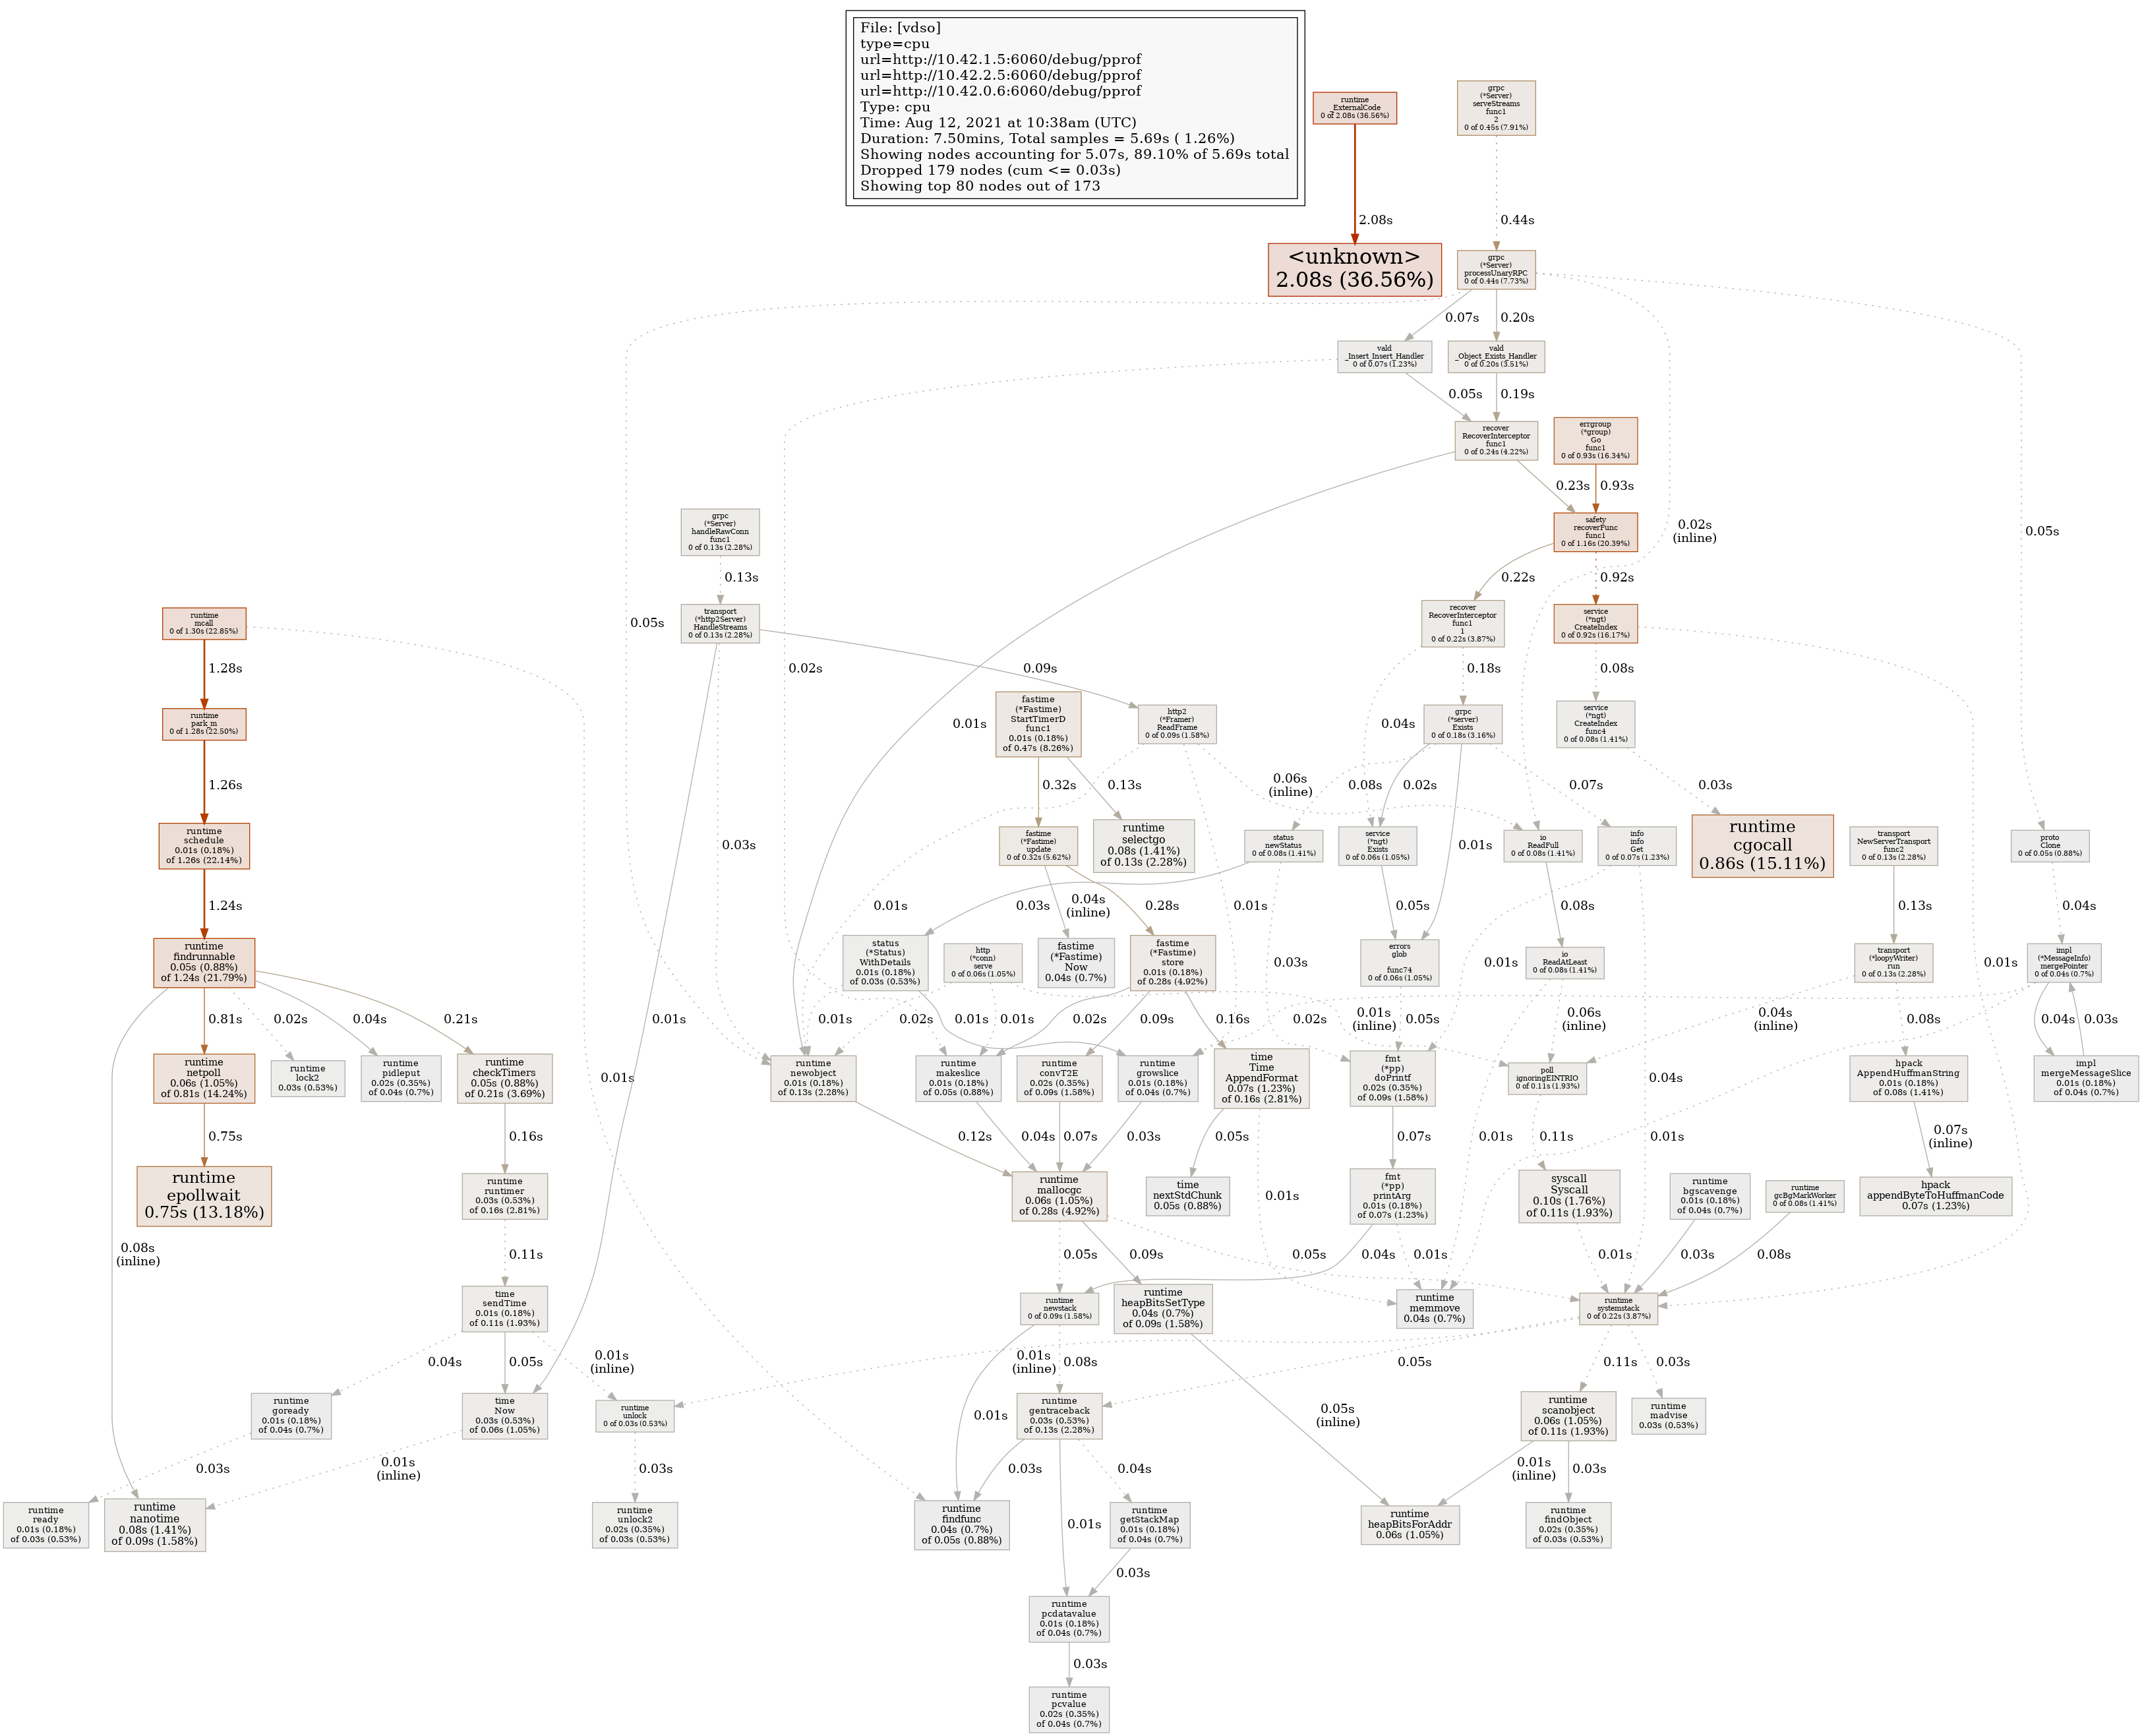 File: [vdso]
type=cpu
url=http://10.42.1.5:6060/debug/pprof
url=http://10.42.2.5:6060/debug/pprof
url=http://10.42.0.6:6060/debug/pprof
Type: cpu
Time: Aug 12, 2021 at 10:38am (UTC)
Duration: 7.50mins, Total samples = 5.69s ( 1.26%)
Showing nodes accounting for 5.07s, 89.10% of 5.69s total
Dropped 179 nodes (cum <= 0.03s)
Showing top 80 nodes out of 173
runtime
_ExternalCode
0 of 2.08s (36.56%)
grpc
(*Server)
serveStreams
func1
2
0 of 0.45s (7.91%)
2.08s
0.44s
<unknown>
2.08s (36.56%)
grpc
(*Server)
processUnaryRPC
0 of 0.44s (7.73%)
0.07s
0.20s
vald
_Insert_Insert_Handler
0 of 0.07s (1.23%)
vald
_Object_Exists_Handler
0 of 0.20s (3.51%)
0.05s
0.19s
recover
RecoverInterceptor
func1
0 of 0.24s (4.22%)
errgroup
(*group)
Go
func1
0 of 0.93s (16.34%)
0.23s
0.93s
0.02s
(inline)
0.05s
grpc
(*Server)
handleRawConn
func1
0 of 0.13s (2.28%)
safety
recoverFunc
func1
0 of 1.16s (20.39%)
0.13s
0.22s
0.92s
runtime
mcall
0 of 1.30s (22.85%)
0.05s
transport
(*http2Server)
HandleStreams
0 of 0.13s (2.28%)
recover
RecoverInterceptor
func1
1
0 of 0.22s (3.87%)
service
(*ngt)
CreateIndex
0 of 0.92s (16.17%)
1.28s
0.02s
0.09s
0.18s
0.08s
runtime
park_m
0 of 1.28s (22.50%)
0.01s
fastime
(*Fastime)
StartTimerD
func1
0.01s (0.18%)
of 0.47s (8.26%)
http2
(*Framer)
ReadFrame
0 of 0.09s (1.58%)
0.04s
grpc
(*server)
Exists
0 of 0.18s (3.16%)
service
(*ngt)
CreateIndex
func4
0 of 0.08s (1.41%)
1.26s
0.32s
0.13s
0.06s
(inline)
0.08s
0.02s
0.07s
0.03s
runtime
schedule
0.01s (0.18%)
of 1.26s (22.14%)
0.03s
fastime
(*Fastime)
update
0 of 0.32s (5.62%)
runtime
selectgo
0.08s (1.41%)
of 0.13s (2.28%)
status
newStatus
0 of 0.08s (1.41%)
service
(*ngt)
Exists
0 of 0.06s (1.05%)
0.01s
io
ReadFull
0 of 0.08s (1.41%)
info
info
Get
0 of 0.07s (1.23%)
runtime
cgocall
0.86s (15.11%)
transport
NewServerTransport
func2
0 of 0.13s (2.28%)
proto
Clone
0 of 0.05s (0.88%)
1.24s
0.01s
0.03s
0.04s
(inline)
0.28s
0.01s
0.05s
0.08s
0.13s
0.04s
runtime
findrunnable
0.05s (0.88%)
of 1.24s (21.79%)
status
(*Status)
WithDetails
0.01s (0.18%)
of 0.03s (0.53%)
http
(*conn)
serve
0 of 0.06s (1.05%)
fastime
(*Fastime)
Now
0.04s (0.7%)
fastime
(*Fastime)
store
0.01s (0.18%)
of 0.28s (4.92%)
0.03s
errors
glob

func74
0 of 0.06s (1.05%)
0.01s
io
ReadAtLeast
0 of 0.08s (1.41%)
transport
(*loopyWriter)
run
0 of 0.13s (2.28%)
impl
(*MessageInfo)
mergePointer
0 of 0.04s (0.7%)
0.01s
0.81s
0.02s
0.04s
0.21s
0.01s
0.01s
0.02s
0.01s
0.01s
0.02s
0.09s
0.16s
0.02s
0.01s
(inline)
0.05s
0.06s
(inline)
0.04s
(inline)
0.08s
0.04s
0.03s
runtime
netpoll
0.06s (1.05%)
of 0.81s (14.24%)
runtime
lock2
0.03s (0.53%)
runtime
pidleput
0.02s (0.35%)
of 0.04s (0.7%)
runtime
checkTimers
0.05s (0.88%)
of 0.21s (3.69%)
0.01s
runtime
newobject
0.01s (0.18%)
of 0.13s (2.28%)
runtime
makeslice
0.01s (0.18%)
of 0.05s (0.88%)
runtime
convT2E
0.02s (0.35%)
of 0.09s (1.58%)
runtime
growslice
0.01s (0.18%)
of 0.04s (0.7%)
time
Time
AppendFormat
0.07s (1.23%)
of 0.16s (2.81%)
fmt
(*pp)
doPrintf
0.02s (0.35%)
of 0.09s (1.58%)
poll
ignoringEINTRIO
0 of 0.11s (1.93%)
0.04s
hpack
AppendHuffmanString
0.01s (0.18%)
of 0.08s (1.41%)
impl
mergeMessageSlice
0.01s (0.18%)
of 0.04s (0.7%)
0.75s
0.16s
0.12s
0.04s
0.07s
0.03s
0.05s
0.07s
0.01s
0.11s
0.01s
0.07s
(inline)
runtime
epollwait
0.75s (13.18%)
runtime
runtimer
0.03s (0.53%)
of 0.16s (2.81%)
runtime
mallocgc
0.06s (1.05%)
of 0.28s (4.92%)
time
nextStdChunk
0.05s (0.88%)
0.01s
fmt
(*pp)
printArg
0.01s (0.18%)
of 0.07s (1.23%)
syscall
Syscall
0.10s (1.76%)
of 0.11s (1.93%)
runtime
bgscavenge
0.01s (0.18%)
of 0.04s (0.7%)
runtime
gcBgMarkWorker
0 of 0.08s (1.41%)
hpack
appendByteToHuffmanCode
0.07s (1.23%)
0.08s
(inline)
0.11s
0.05s
0.09s
0.05s
0.04s
0.01s
0.01s
0.03s
0.08s
time
sendTime
0.01s (0.18%)
of 0.11s (1.93%)
runtime
newstack
0 of 0.09s (1.58%)
runtime
heapBitsSetType
0.04s (0.7%)
of 0.09s (1.58%)
runtime
memmove
0.04s (0.7%)
runtime
systemstack
0 of 0.22s (3.87%)
0.04s
0.05s
0.01s
(inline)
0.01s
(inline)
0.08s
0.05s
0.11s
0.03s
runtime
goready
0.01s (0.18%)
of 0.04s (0.7%)
time
Now
0.03s (0.53%)
of 0.06s (1.05%)
runtime
unlock
0 of 0.03s (0.53%)
0.01s
runtime
gentraceback
0.03s (0.53%)
of 0.13s (2.28%)
0.05s
(inline)
runtime
scanobject
0.06s (1.05%)
of 0.11s (1.93%)
runtime
madvise
0.03s (0.53%)
0.03s
0.01s
(inline)
0.03s
0.03s
0.04s
0.01s
(inline)
0.03s
runtime
ready
0.01s (0.18%)
of 0.03s (0.53%)
runtime
nanotime
0.08s (1.41%)
of 0.09s (1.58%)
runtime
unlock2
0.02s (0.35%)
of 0.03s (0.53%)
runtime
findfunc
0.04s (0.7%)
of 0.05s (0.88%)
0.01s
runtime
getStackMap
0.01s (0.18%)
of 0.04s (0.7%)
runtime
heapBitsForAddr
0.06s (1.05%)
runtime
findObject
0.02s (0.35%)
of 0.03s (0.53%)
0.03s
runtime
pcdatavalue
0.01s (0.18%)
of 0.04s (0.7%)
0.03s
runtime
pcvalue
0.02s (0.35%)
of 0.04s (0.7%)